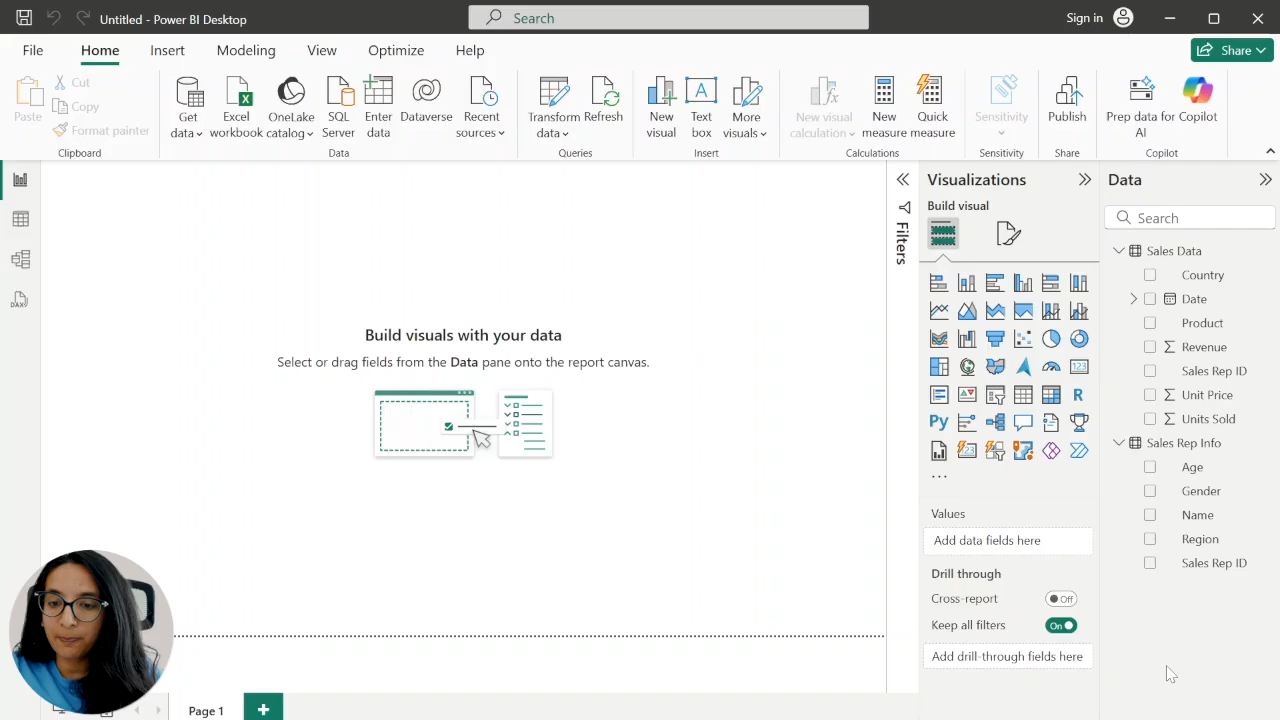 Untitled - Power BI Desktop
Search
Sign in
File Home Insert Modeling View Optimize Help
Share
Paste
Cut
Copy
Format painter
Clipboard
Get data
Excel workbook
OneLake catalog
SQL Server
Enter data
Dataverse
Recent sources
Data
Transform data
Refresh
Queries
New visual
Text box
More visuals
Insert
New visual calculation
New measure
Quick measure
Calculations
Sensitivity
Sensitivity
Publish
Share
Prep data for AI
Copilot
Copilot
DAX
Build visuals with your data
Select or drag fields from the Data pane onto the report canvas.
Filters
Visualizations
Build visual
123
R
Py
...
Values
Add data fields here
Drill through
Cross-report
Off
Keep all filters
On
Add drill-through fields here
Data
Search
Sales Data
Country
Date
Product
Revenue
Sales Rep ID
Unit Price
Units Sold
Sales Rep Info
Age
Gender
Name
Region
Sales Rep ID
Page 1